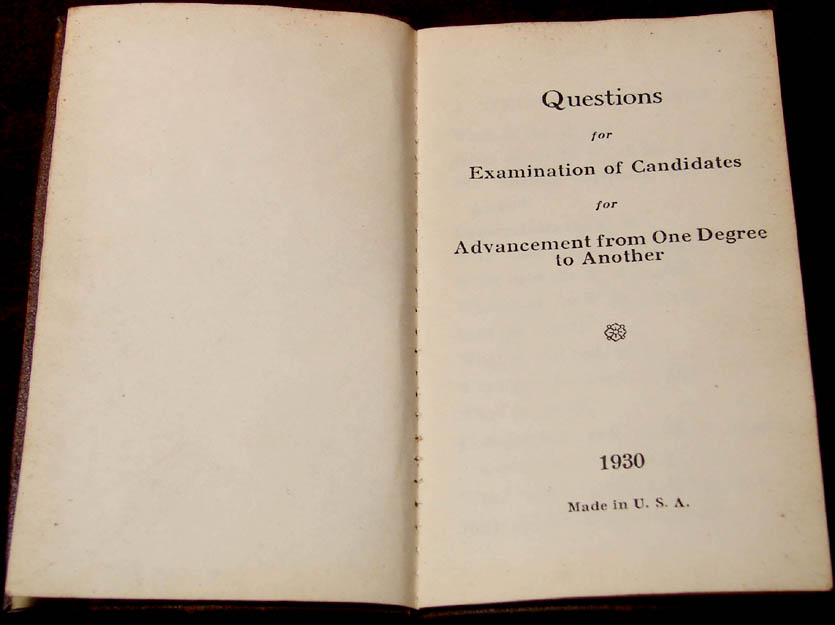 Questions
for
Examination of Candidates
for
Advancement from One Degree
to Another
1930
Made in U. S. A.